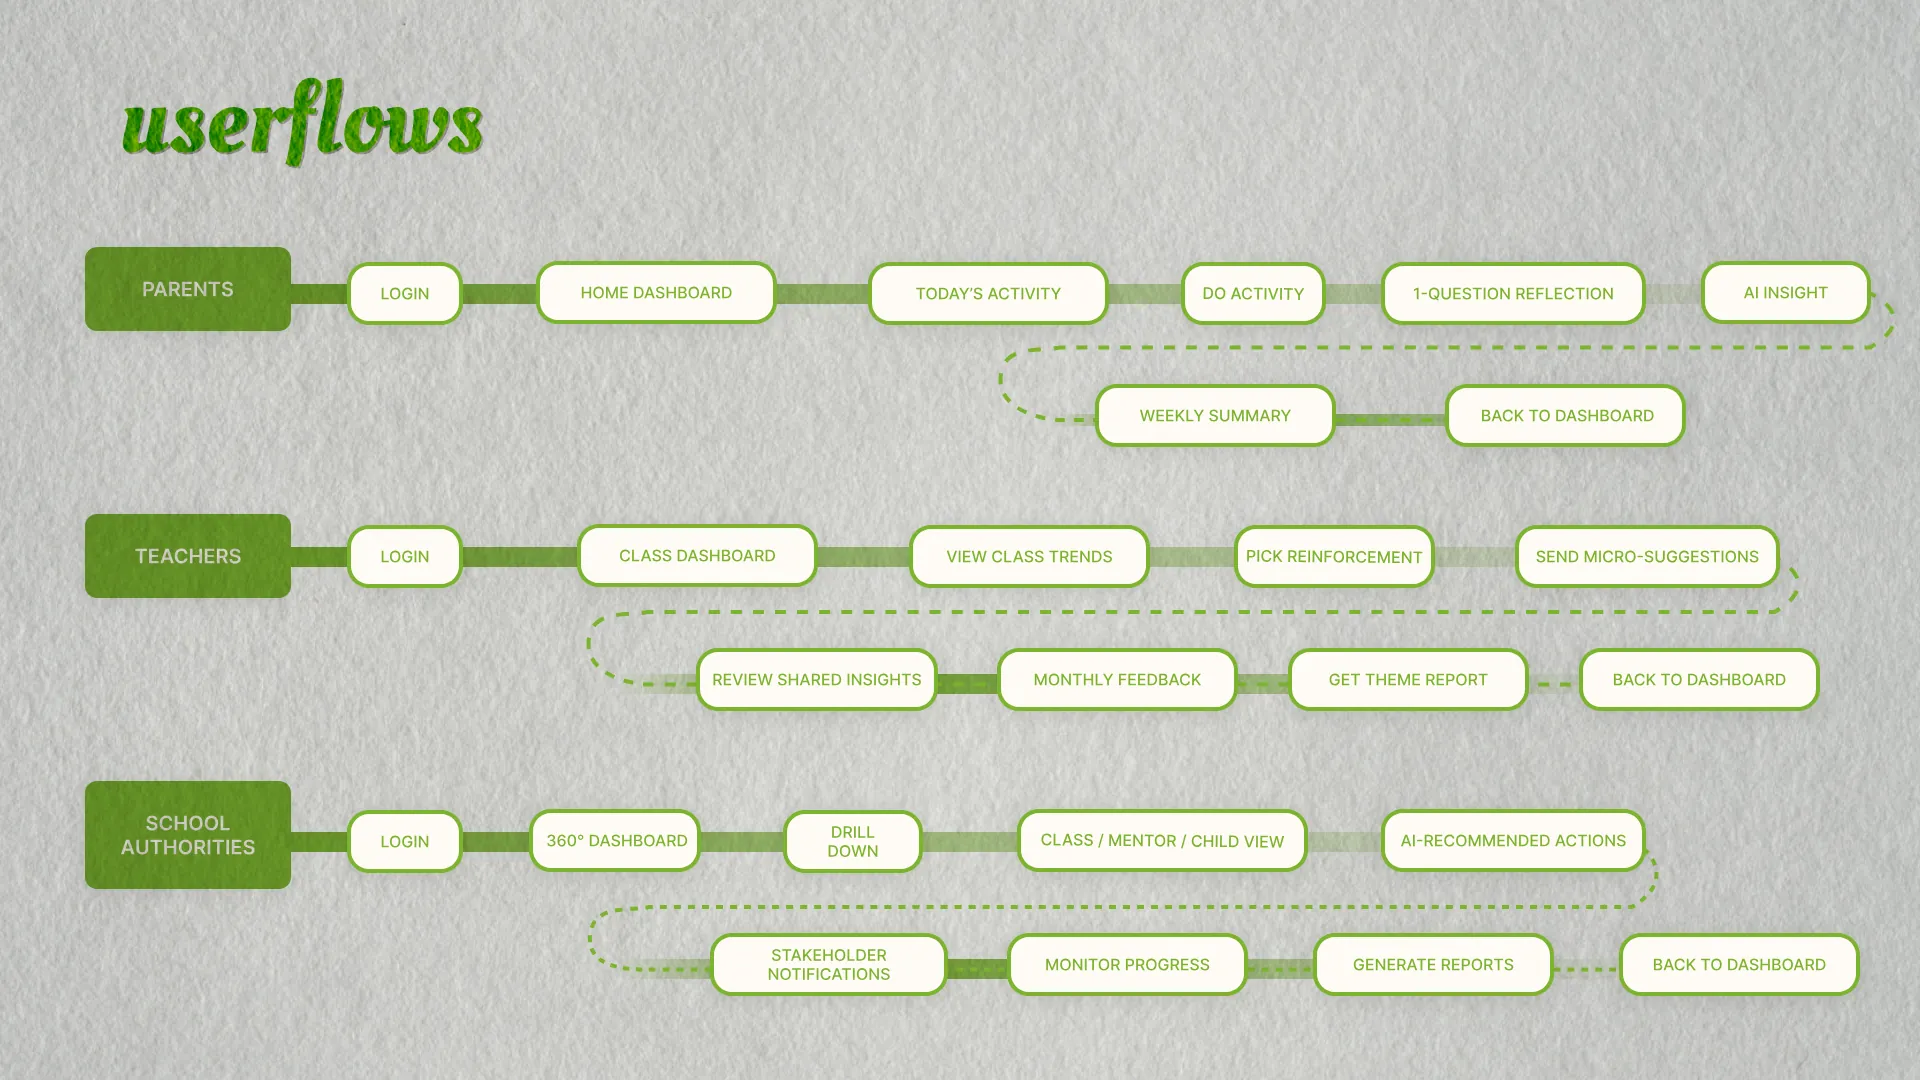 userflows
PARENTS
LOGIN
HOME DASHBOARD
TODAY'S ACTIVITY
DO ACTIVITY
1-QUESTION REFLECTION
AI INSIGHT
WEEKLY SUMMARY
BACK TO DASHBOARD
TEACHERS
LOGIN
CLASS DASHBOARD
VIEW CLASS TRENDS
PICK REINFORCEMENT
SEND MICRO-SUGGESTIONS
REVIEW SHARED INSIGHTS
MONTHLY FEEDBACK
GET THEME REPORT
BACK TO DASHBOARD
SCHOOL
AUTHORITIES
LOGIN
360° DASHBOARD
DRILL
DOWN
CLASS / MENTOR / CHILD VIEW
AI-RECOMMENDED ACTIONS
STAKEHOLDER
NOTIFICATIONS
MONITOR PROGRESS
GENERATE REPORTS
BACK TO DASHBOARD